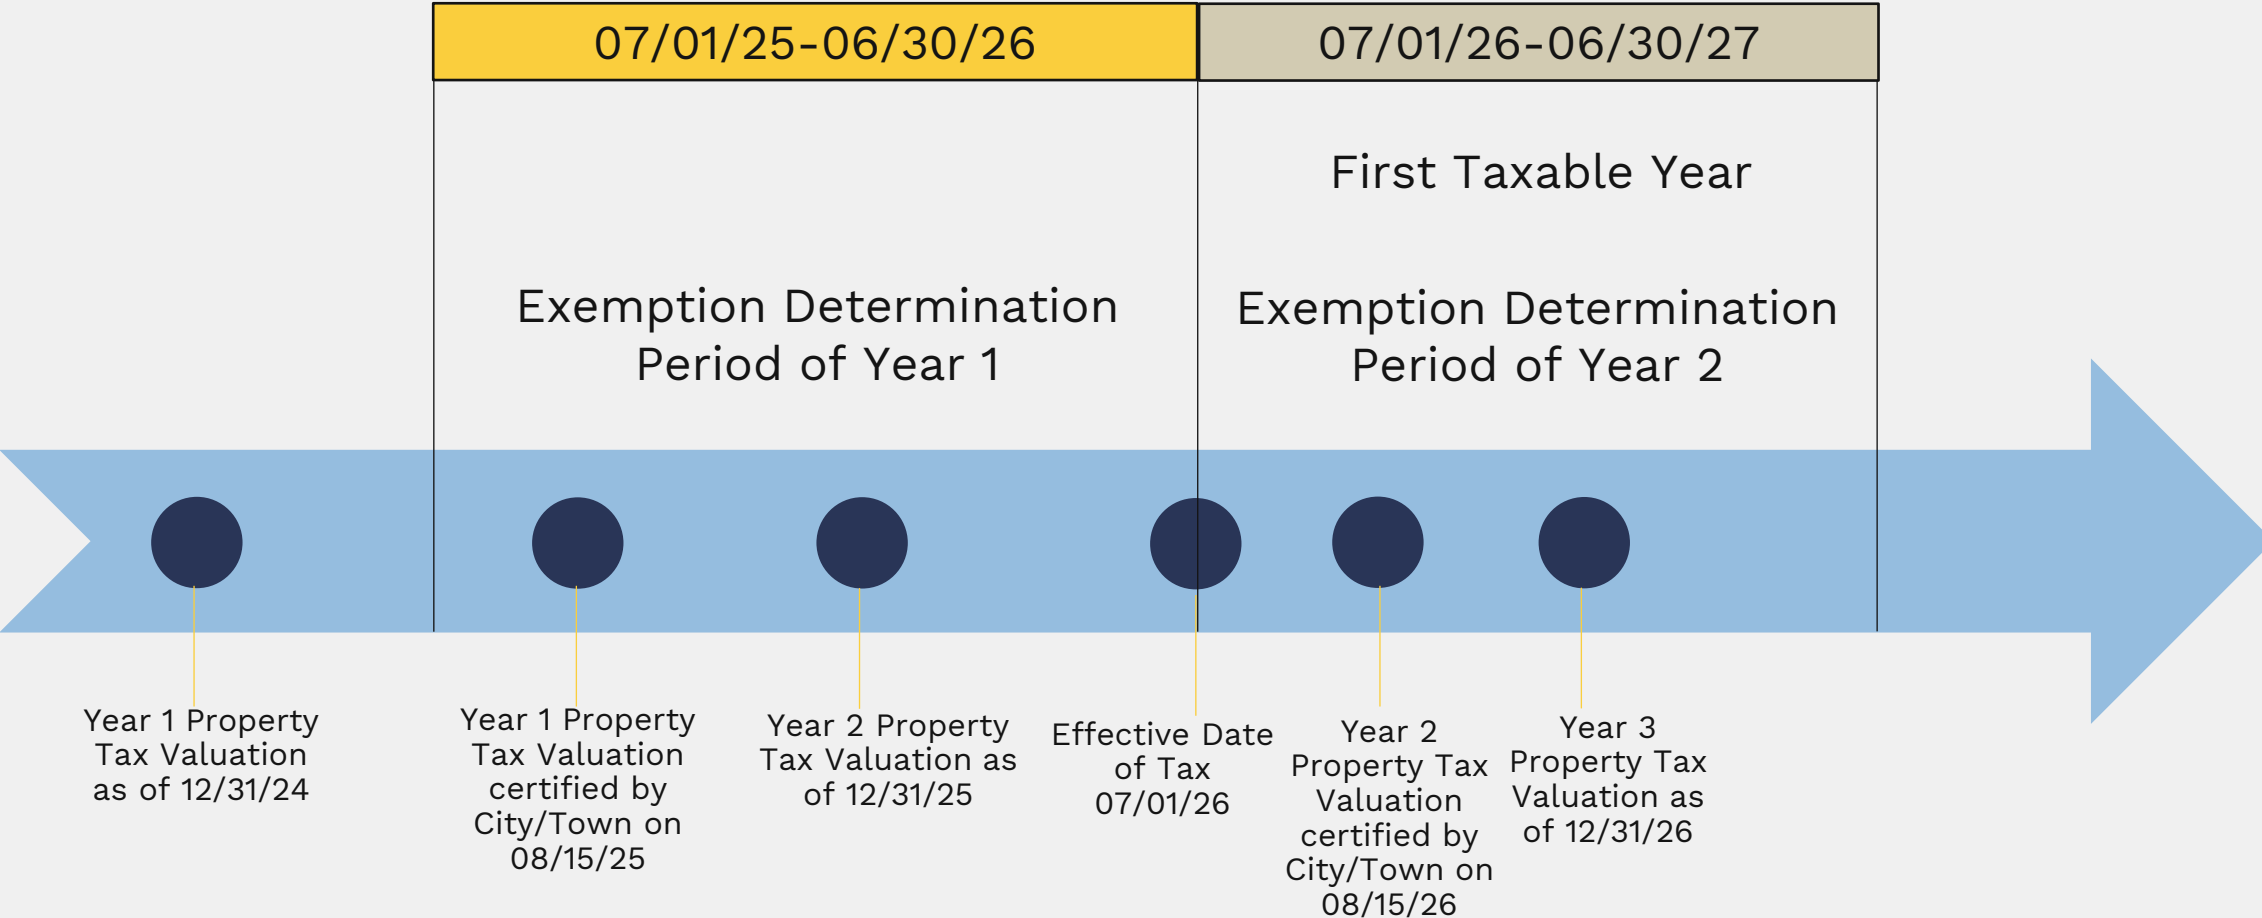 07/01/25-06/30/26
07/01/26-06/30/27
First Taxable Year
Exemption Determination
Period of Year 1
Exemption Determination
Period of Year 2
Year 1 Property
Tax Valuation
as of 12/31/24
Year 1 Property
Tax Valuation
certified by
City/Town on
08/15/25
Year 2 Property
Tax Valuation as
of 12/31/25
Effective Date
of Tax
07/01/26
Year 2
Property Tax
Valuation
certified by
City/Town on
08/15/26
Year 3
Property Tax
Valuation as
of 12/31/26